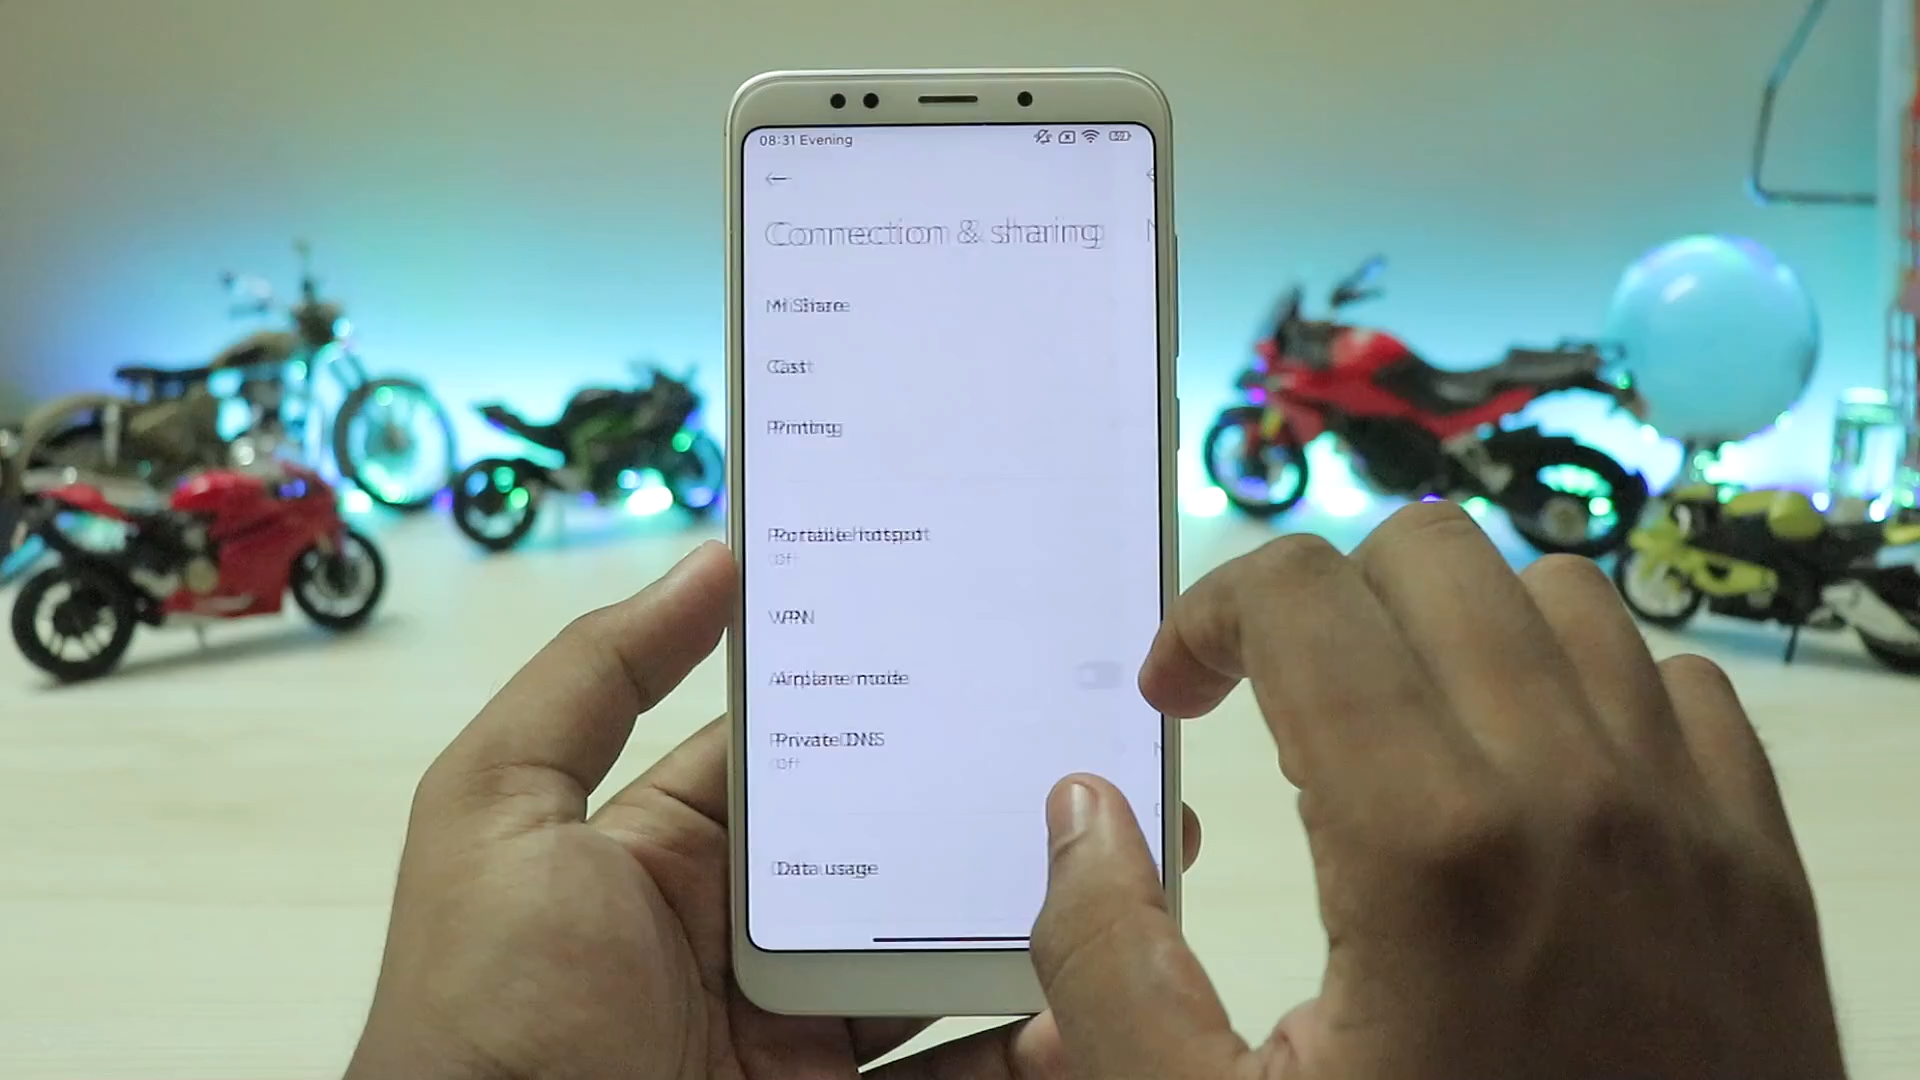 08:31 Evening
Connection & sharing
Mi Share
Cast
Printing
Portable hotspot
Off
VPN
Airplane mode
Private DNS
Off
Data usage